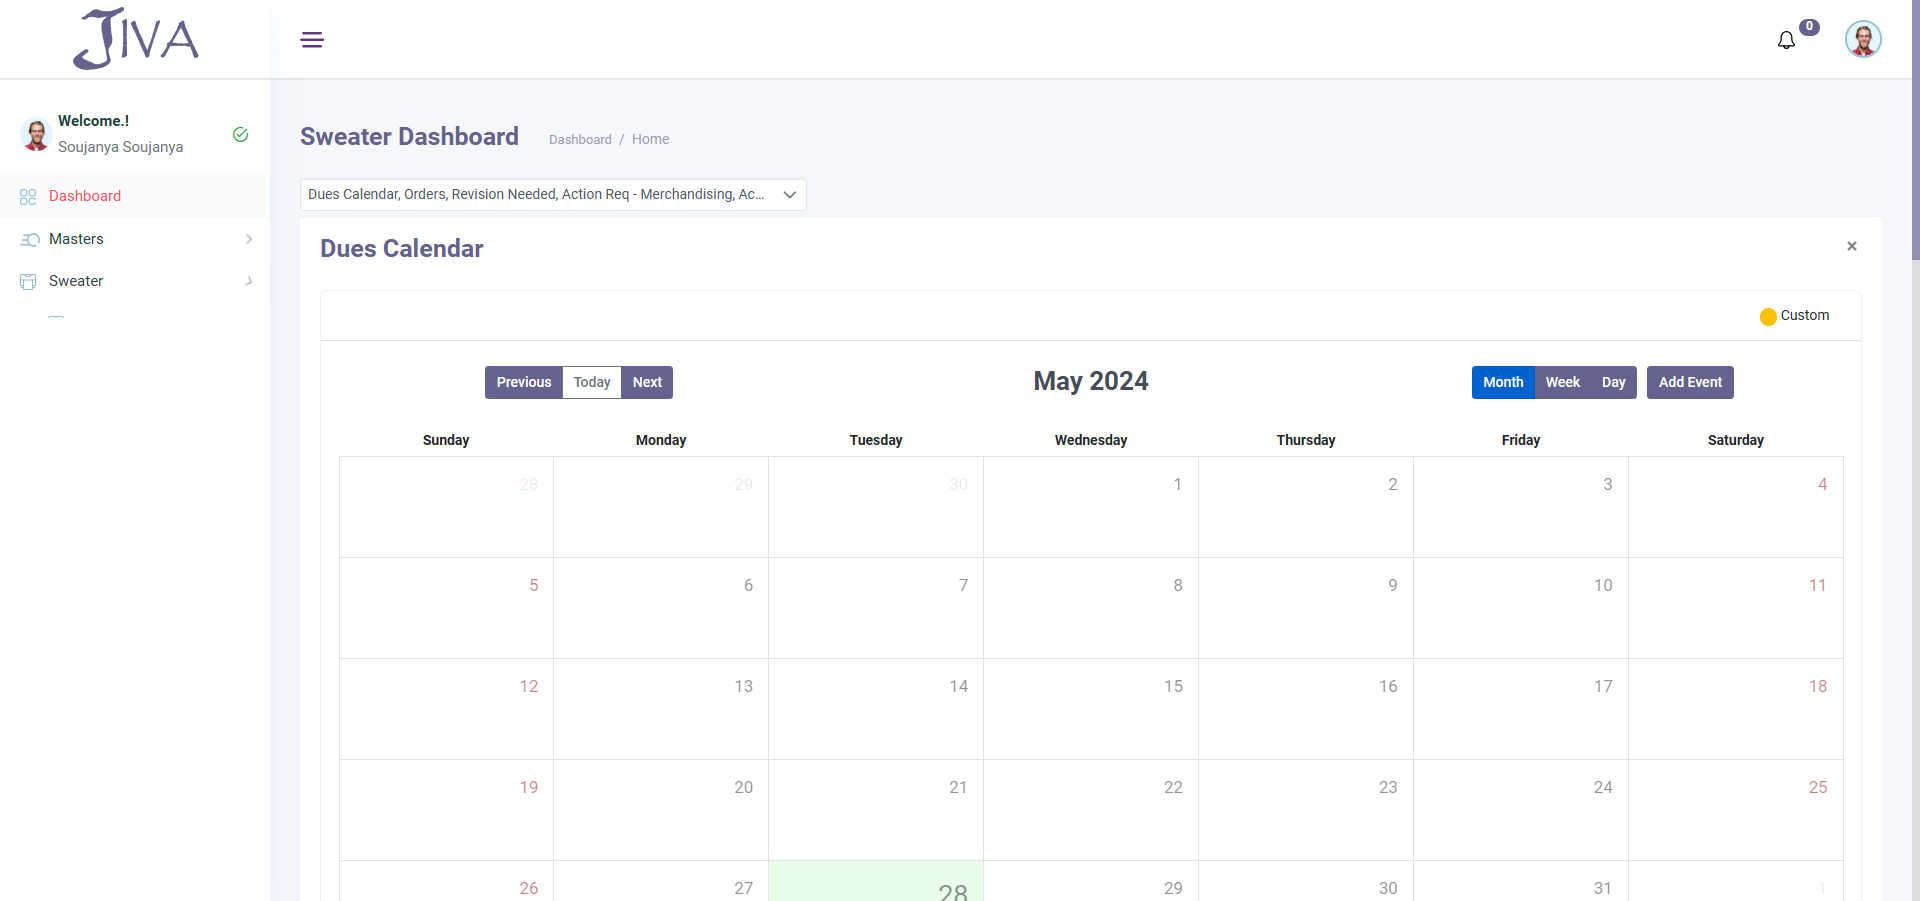 JIVA
0
Welcome.!
Soujanya Soujanya
Dashboard
Masters
Sweater
Sweater Dashboard
Dashboard / Home
Dues Calendar, Orders, Revision Needed, Action Req - Merchandising, Ac...
Dues Calendar
×
Custom
Previous Today Next
May 2024
Month Week Day Add Event
Sunday Monday Tuesday Wednesday Thursday Friday Saturday
28 29 30 1 2 3 4
5 6 7 8 9 10 11
12 13 14 15 16 17 18
19 20 21 22 23 24 25
26 27 28 29 30 31 1